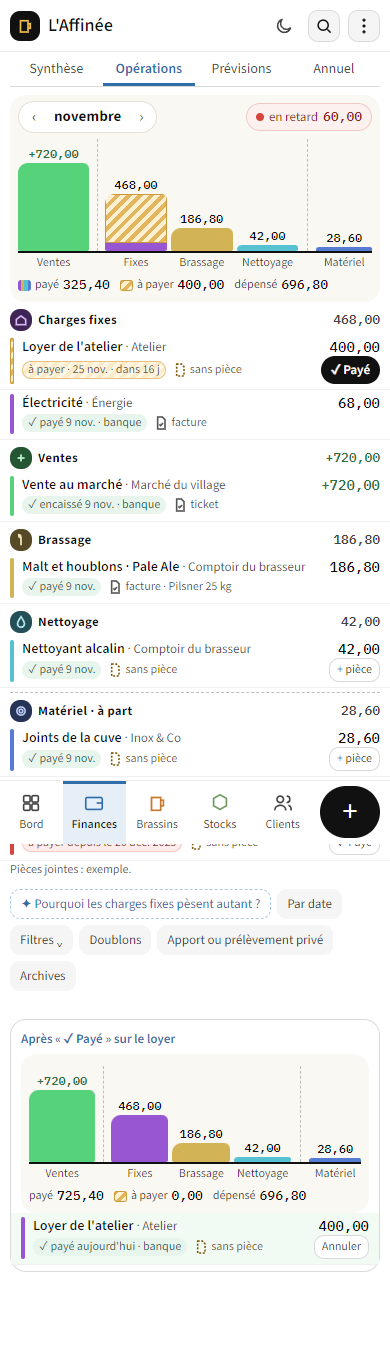 L'Affinée
Synthèse Opérations Prévisions Annuel
‹ novembre › en retard 60,00
+720,00
468,00
186,80
42,00
28,60
Ventes Fixes Brassage Nettoyage Matériel
payé 325,40 à payer 400,00 dépensé 696,80
Charges fixes 468,00
Loyer de l'atelier · Atelier 400,00
à payer · 25 nov. · dans 16 j sans pièce ✓ Payé
Électricité · Énergie 68,00
✓ payé 9 nov. · banque facture
Ventes +720,00
Vente au marché · Marché du village +720,00
✓ encaissé 9 nov. · banque ticket
Brassage 186,80
Malt et houblons · Pale Ale · Comptoir du brasseur 186,80
✓ payé 9 nov. facture · Pilsner 25 kg
Nettoyage 42,00
Nettoyant alcalin · Comptoir du brasseur 42,00
✓ payé 9 nov. sans pièce + pièce
Matériel · à part 28,60
Joints de la cuve · Inox & Co 28,60
✓ payé 9 nov. sans pièce + pièce
Bord Finances Brassins Stocks Clients +
Pièces jointes : exemple.
✦ Pourquoi les charges fixes pèsent autant ? Par date
Filtres ⌄ Doublons Apport ou prélèvement privé
Archives
Après « ✓ Payé » sur le loyer
+720,00
468,00
186,80
42,00
28,60
Ventes Fixes Brassage Nettoyage Matériel
payé 725,40 à payer 0,00 dépensé 696,80
Loyer de l'atelier · Atelier 400,00
✓ payé aujourd'hui · banque sans pièce Annuler